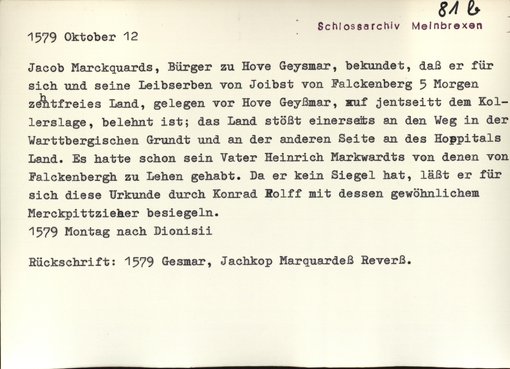 81 b
Schlossarchiv Meinbrexen
1579 Oktober 12
Jacob Marckquards, Bürger zu Hove Geysmar, bekundet, daß er für
sich und seine Leibserben von Joibst von Falckenberg 5 Morgen
zehntfreies Land, gelegen vor Hove Geyßmar, uf jentseitt dem Kol-
lerslage, belehnt ist; das Land stößt einerseits an den Weg in der
Warttbergischen Grundt und an der anderen Seite an des Hospitals
Land. Es hatte schon sein Vater Heinrich Markwardts von denen von
Falckenbergh zu Lehen gehabt. Da er kein Siegel hat, läßt er für
sich diese Urkunde durch Konrad Rolff mit dessen gewöhnlichem
Merckpittzieher besiegeln.
1579 Montag nach Dionisii
Rückschrift: 1579 Gesmar, Jachkop Marquardeß Reverß.